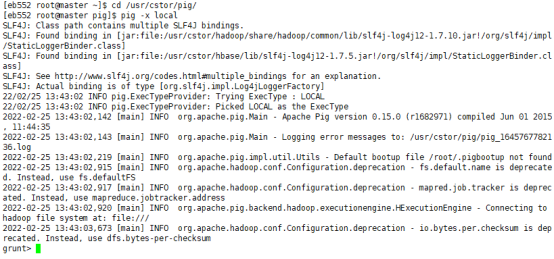 [eb552 root@master ~]$ cd /usr/cstor/pig/
[eb552 root@master pig]$ pig -x local
SLF4J: Class path contains multiple SLF4J bindings.
SLF4J: Found binding in [jar:file:/usr/cstor/hadoop/share/hadoop/common/lib/slf4j-log4j12-1.7.10.jar!/org/slf4j/impl
/StaticLoggerBinder.class]
SLF4J: Found binding in [jar:file:/usr/cstor/hbase/lib/slf4j-log4j12-1.7.5.jar!/org/slf4j/impl/StaticLoggerBinder.cl
ass]
SLF4J: See http://www.slf4j.org/codes.html#multiple_bindings for an explanation.
SLF4J: Actual binding is of type [org.slf4j.impl.Log4jLoggerFactory]
22/02/25 13:43:02 INFO pig.ExecTypeProvider: Trying ExecType : LOCAL
22/02/25 13:43:02 INFO pig.ExecTypeProvider: Picked LOCAL as the ExecType
2022-02-25 13:43:02,142 [main] INFO  org.apache.pig.Main - Apache Pig version 0.15.0 (r1682971) compiled Jun 01 2015
, 11:44:35
2022-02-25 13:43:02,143 [main] INFO  org.apache.pig.Main - Logging error messages to: /usr/cstor/pig/pig_16457677821
36.log
2022-02-25 13:43:02,219 [main] INFO  org.apache.pig.impl.util.Utils - Default bootup file /root/.pigbootup not found
2022-02-25 13:43:02,915 [main] INFO  org.apache.hadoop.conf.Configuration.deprecation - fs.default.name is deprecate
d. Instead, use fs.defaultFS
2022-02-25 13:43:02,917 [main] INFO  org.apache.hadoop.conf.Configuration.deprecation - mapred.job.tracker is deprec
ated. Instead, use mapreduce.jobtracker.address
2022-02-25 13:43:02,920 [main] INFO  org.apache.pig.backend.hadoop.executionengine.HExecutionEngine - Connecting to
hadoop file system at: file:///
2022-02-25 13:43:03,673 [main] INFO  org.apache.hadoop.conf.Configuration.deprecation - io.bytes.per.checksum is dep
recated. Instead, use dfs.bytes-per-checksum
grunt>